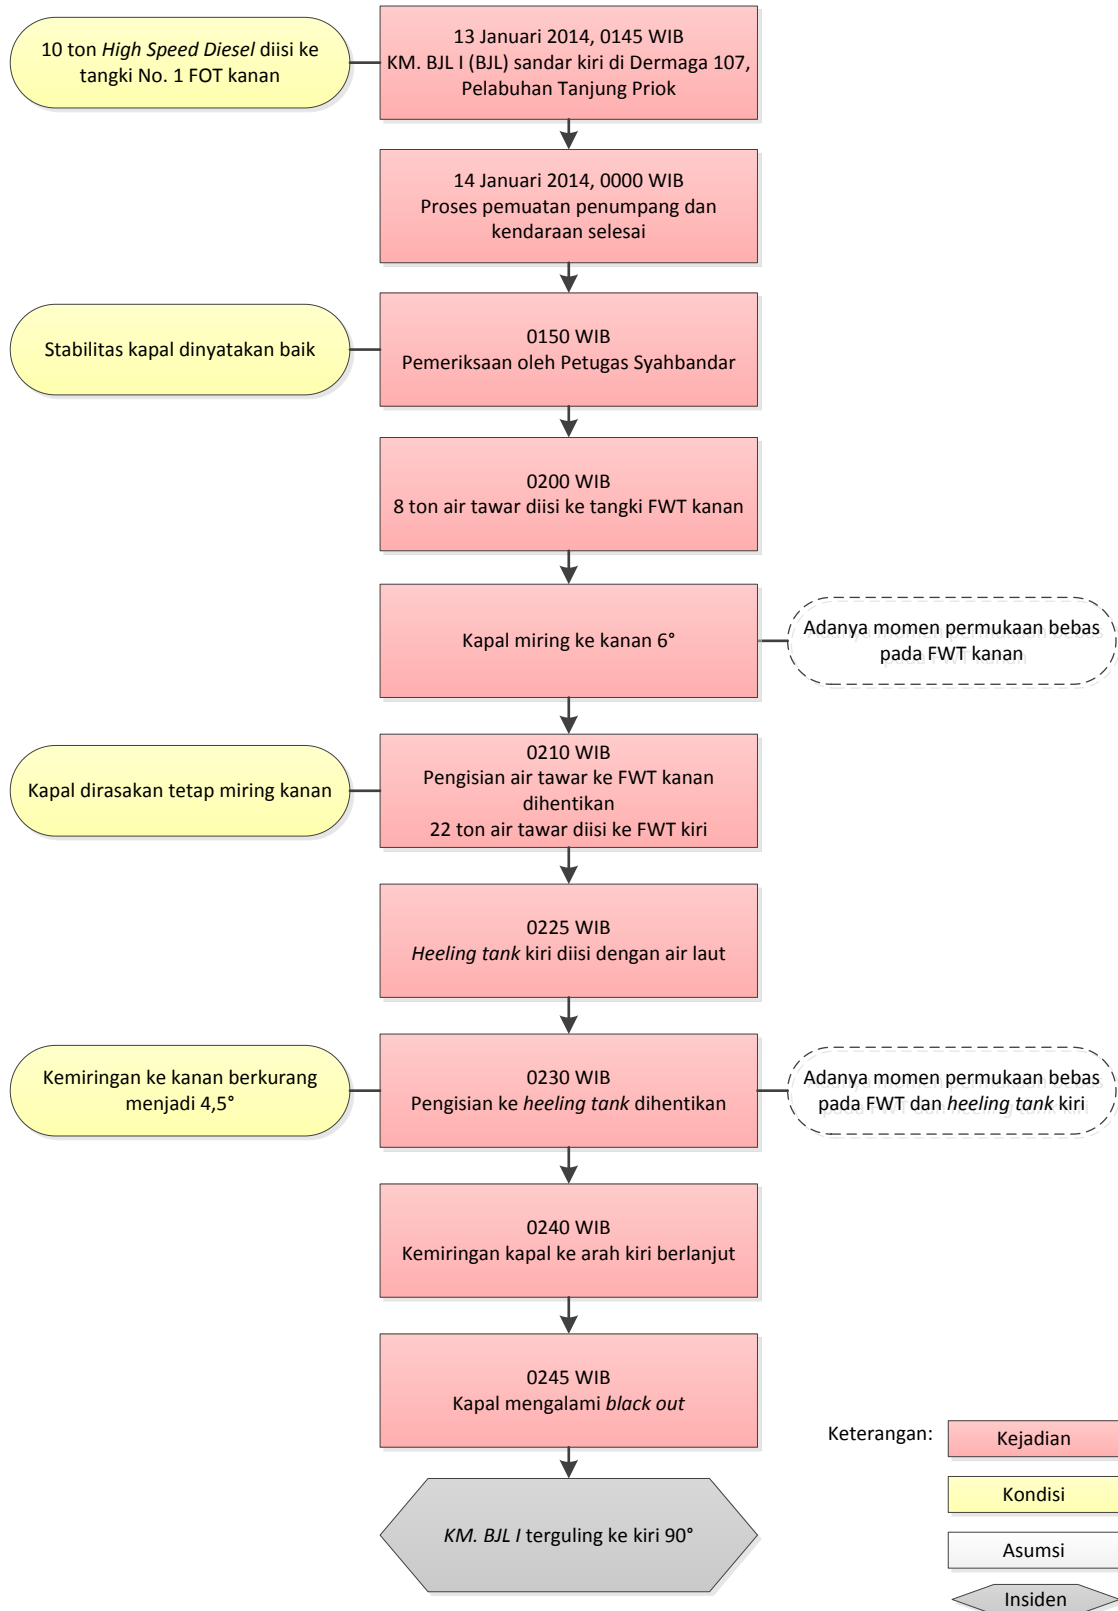 10 ton High Speed Diesel diisi ke
tangki No. 1 FOT kanan
13 Januari 2014, 0145 WIB
KM. BJL I (BJL) sandar kiri di Dermaga 107,
Pelabuhan Tanjung Priok
14 Januari 2014, 0000 WIB
Proses pemuatan penumpang dan
kendaraan selesai
Stabilitas kapal dinyatakan baik
0150 WIB
Pemeriksaan oleh Petugas Syahbandar
0200 WIB
8 ton air tawar diisi ke tangki FWT kanan
Kapal miring ke kanan 6°
Adanya momen permukaan bebas
pada FWT kanan
Kapal dirasakan tetap miring kanan
0210 WIB
Pengisian air tawar ke FWT kanan
dihentikan
22 ton air tawar diisi ke FWT kiri
0225 WIB
Heeling tank kiri diisi dengan air laut
Kemiringan ke kanan berkurang
menjadi 4,5°
0230 WIB
Pengisian ke heeling tank dihentikan
Adanya momen permukaan bebas
pada FWT dan heeling tank kiri
0240 WIB
Kemiringan kapal ke arah kiri berlanjut
0245 WIB
Kapal mengalami black out
KM. BJL I terguling ke kiri 90°
Keterangan:
Kejadian
Kondisi
Asumsi
Insiden